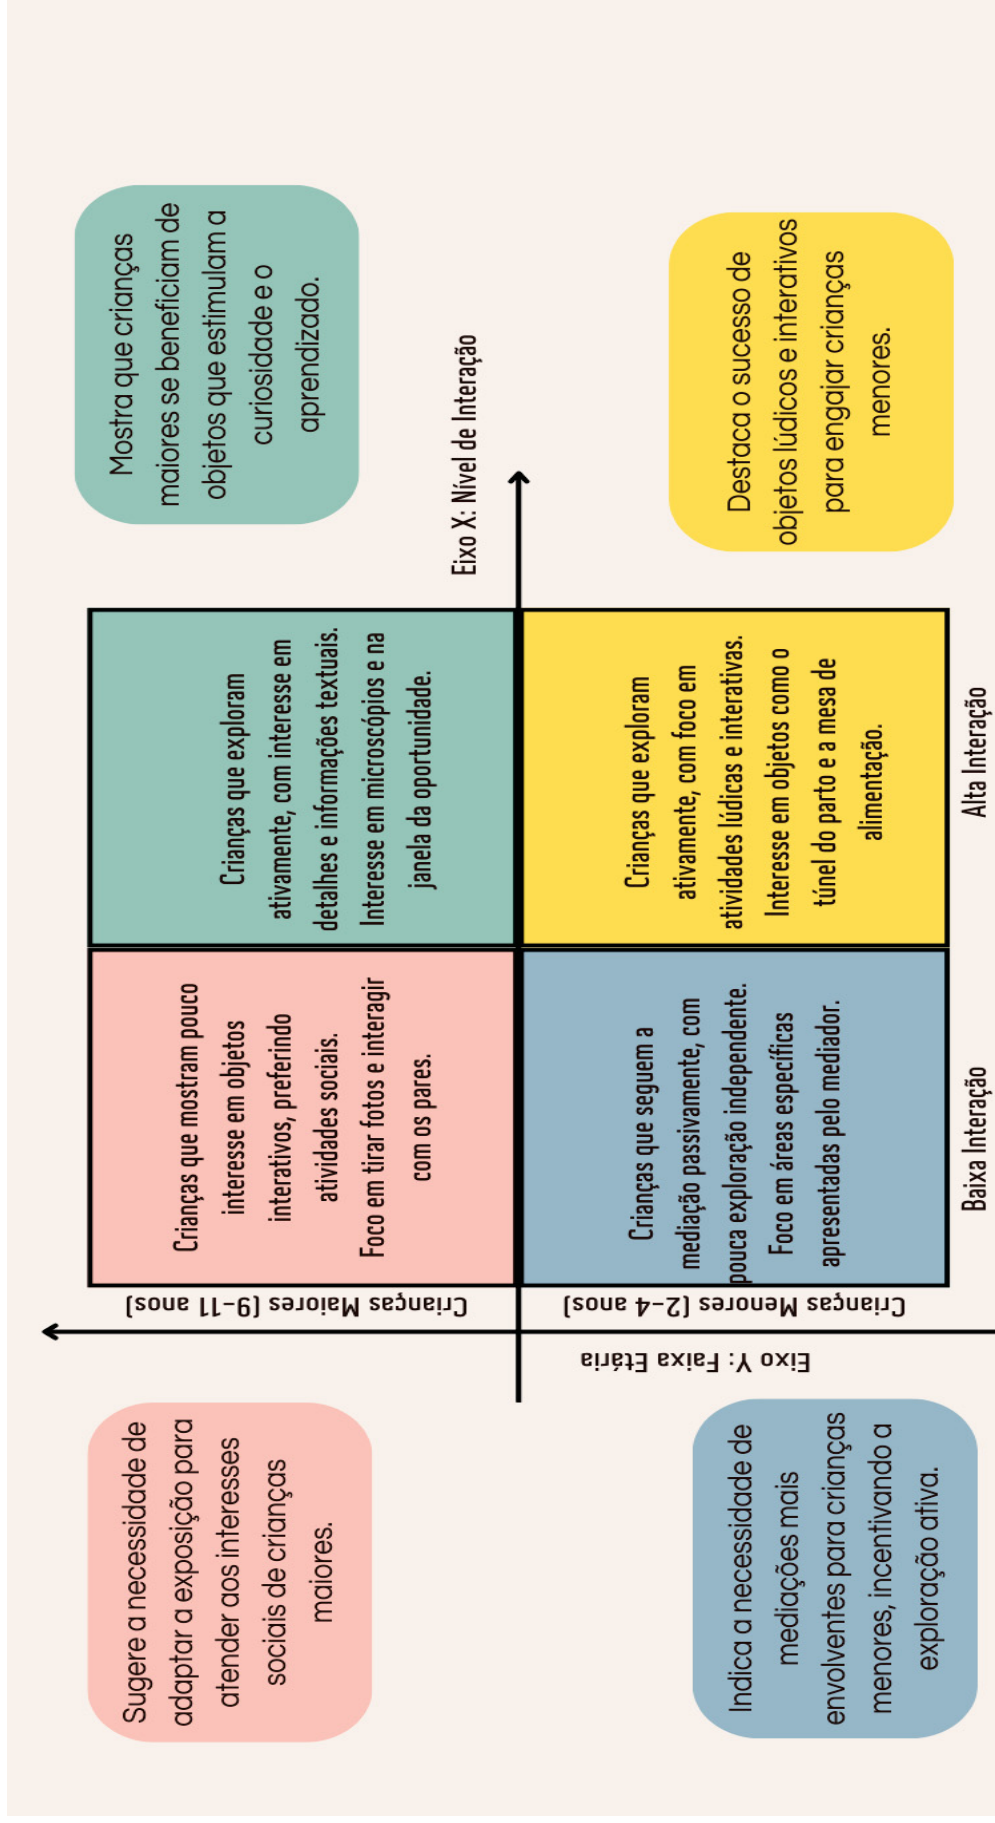 Sugere a necessidade de
adaptar a exposição para
atender aos interesses
sociais de crianças
maiores.
Crianças Maiores (9-11 anos)
Crianças que mostram pouco
interesse em objetos
interativos, preferindo
atividades sociais.
Foco em tirar fotos e interagir
com os pares.
Crianças que exploram
ativamente, com interesse em
detalhes e informações textuais.
Interesse em microscópios e na
janela da oportunidade.
Mostra que crianças
maiores se beneficiam de
objetos que estimulam a
curiosidade e o
aprendizado.
Eixo X: Nível de Interação
Eixo Y: Faixa Etária
Indica a necessidade de
mediações mais
envolventes para crianças
menores, incentivando a
exploração ativa.
Crianças Menores (2-4 anos)
Crianças que seguem a
mediação passivamente, com
pouca exploração independente.
Foco em áreas específicas
apresentadas pelo mediador.
Crianças que exploram
ativamente, com foco em
atividades lúdicas e interativas.
Interesse em objetos como o
túnel do parto e a mesa de
alimentação.
Destaca o sucesso de
objetos lúdicos e interativos
para engajar crianças
menores.
Baixa Interação
Alta Interação